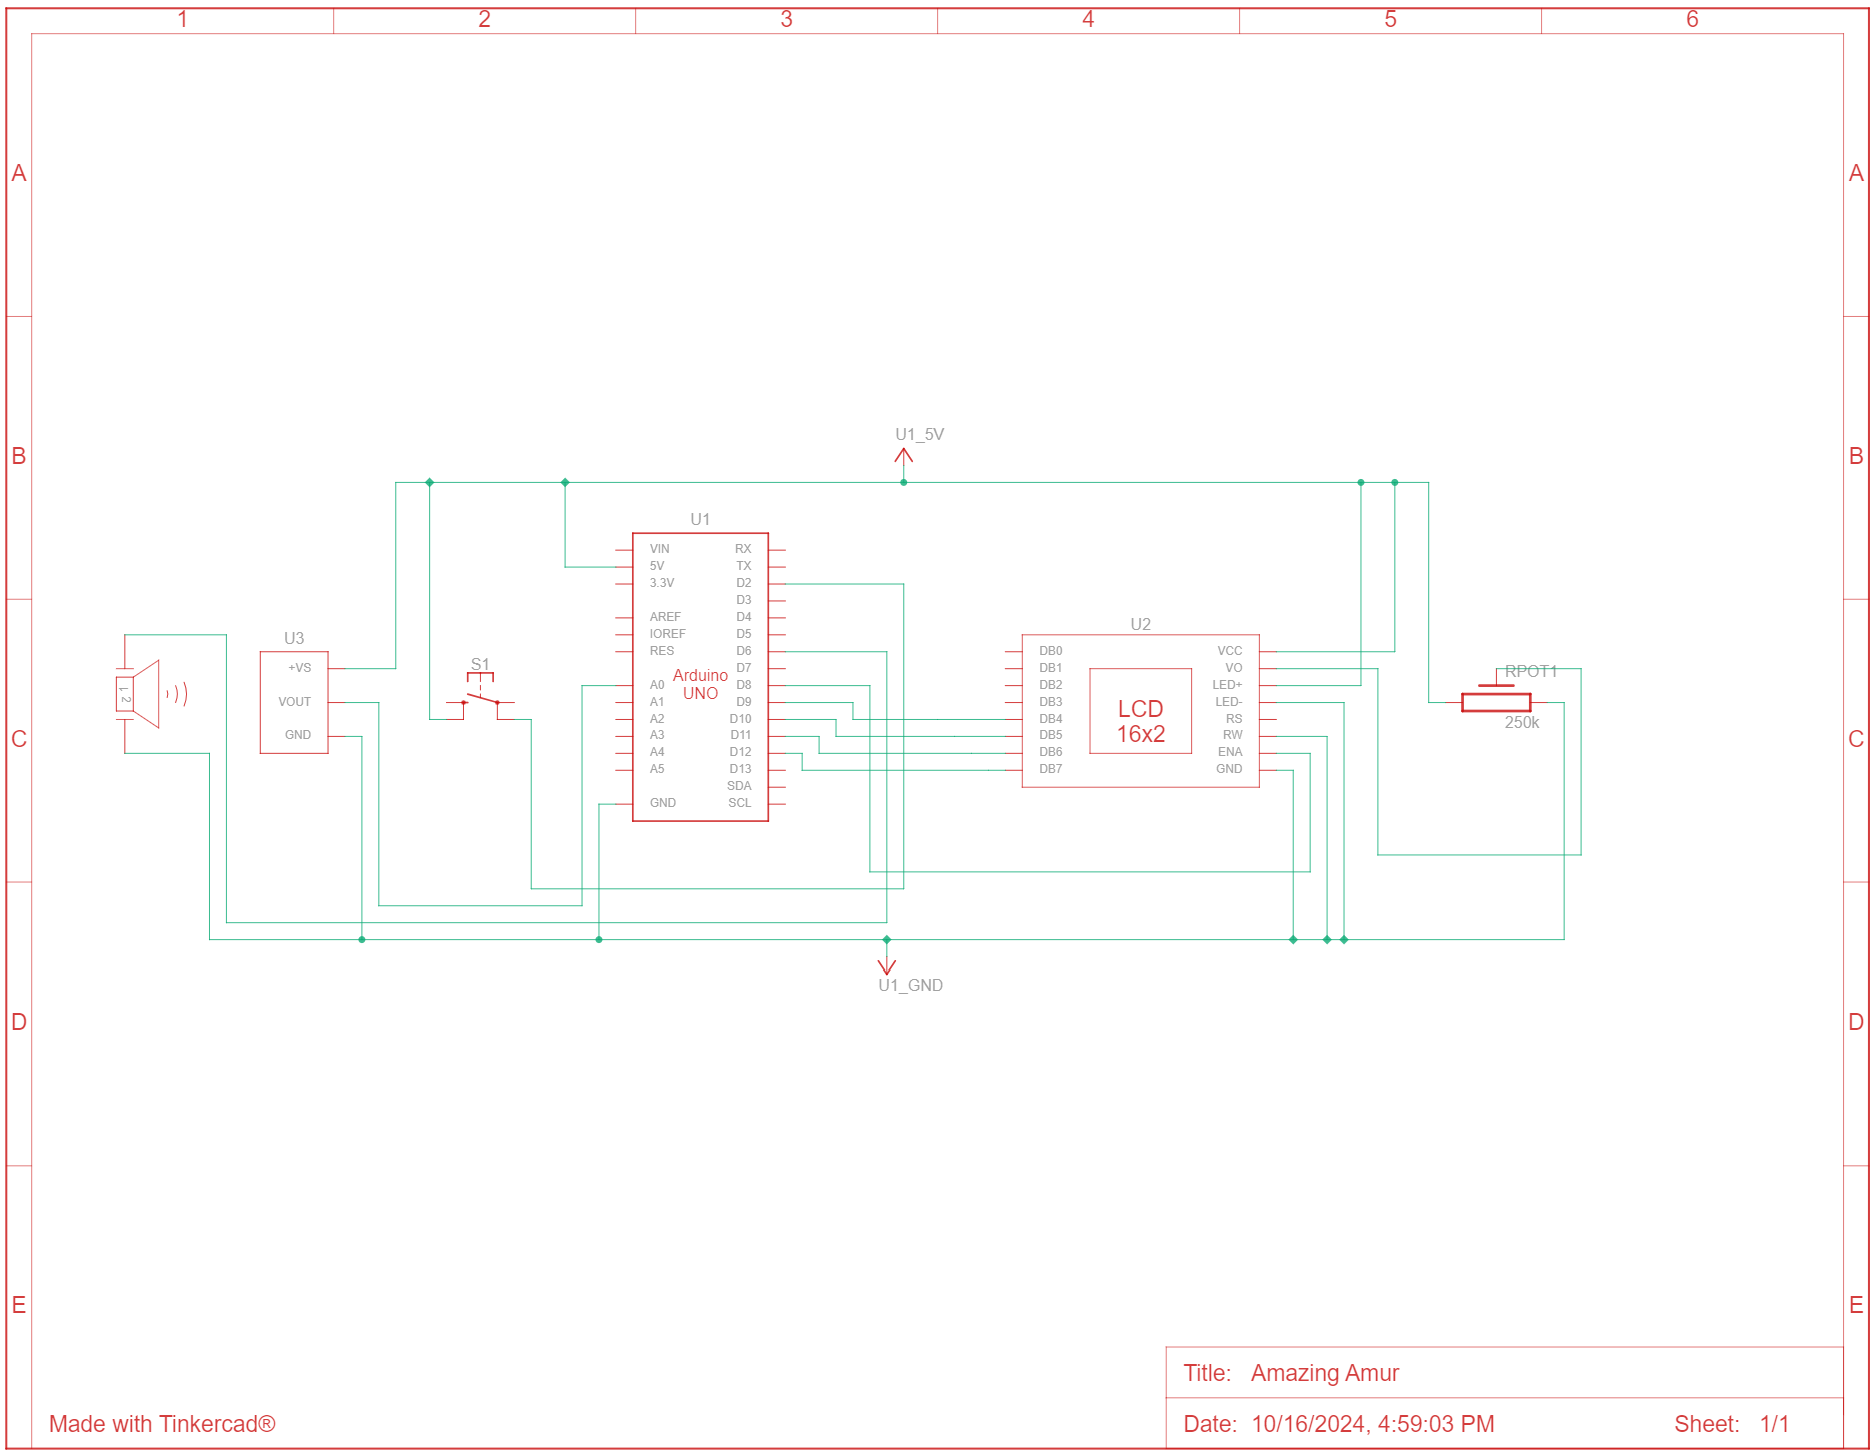 1 2 3 4 5 6
A A
B B
C C
D D
E E
U1_5V
U1
VIN RX
5V TX
3.3V D2
D3
AREF D4
IOREF D5
RES D6
D7
A0 D8
A1 D9
A2 D10
A3 D11
A4 D12
A5 D13
SDA
GND SCL
Arduino
UNO
1 2
U3
+VS
VOUT
GND
S1
U2
DB0 VCC
DB1 VO
DB2 LED+
DB3 LED-
DB4 RS
DB5 RW
DB6 ENA
DB7 GND
LCD
16x2
RPOT1
250k
U1_GND
Title: Amazing Amur
Date: 10/16/2024, 4:59:03 PM Sheet: 1/1
Made with Tinkercad®